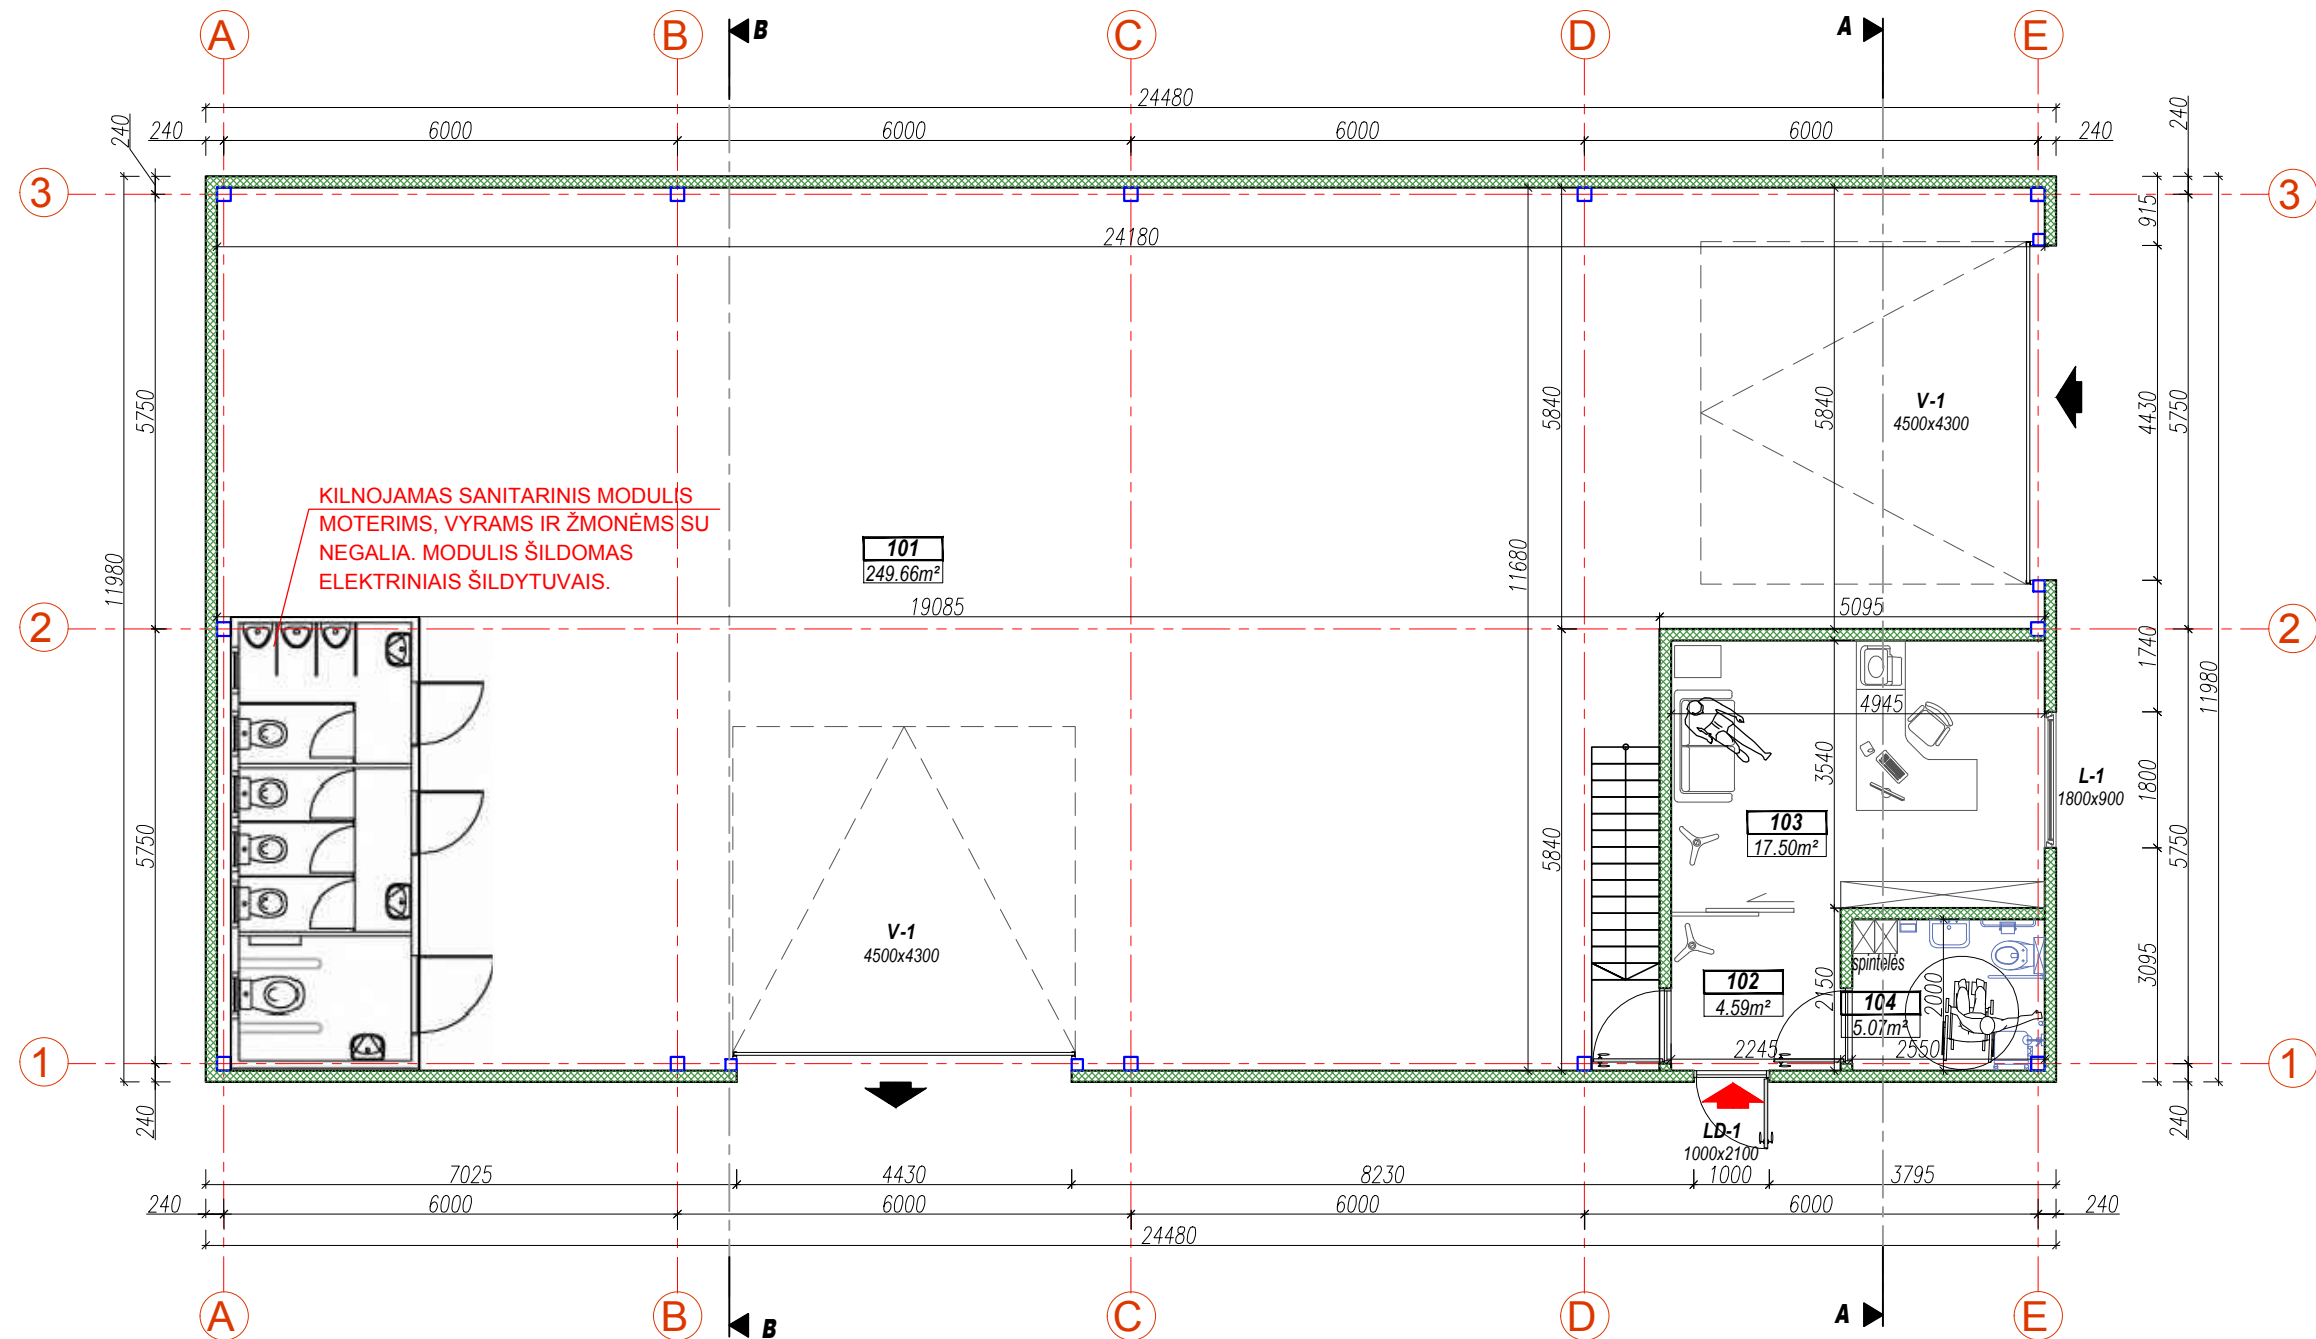 A B C D E
B A
24480
240 6000 6000 6000 6000 240
240 240
3 3
915
24180
5750 5840 5840 4430 5750
V-1
4500x4300
KILNOJAMAS SANITARINIS MODULIS
MOTERIMS, VYRAMS IR ŽMONĖMS SU
NEGALIA. MODULIS ŠILDOMAS
ELEKTRINIAIS ŠILDYTUVAIS.
101
249.66m²
11980 11680
19085 5095
2 2
1740 11980
4945
3540
L-1
1800x900
1800
103
17.50m²
5750 5840 5750
V-1
4500x4300
spintelės
3095
102
4.59m²
2150
104
5.07m²
2000
2245 2550
1 1
240 240
LD-1
1000x2100
7025 4430 8230 1000 3795
240 6000 6000 6000 6000 240
24480
A B C D E
B A